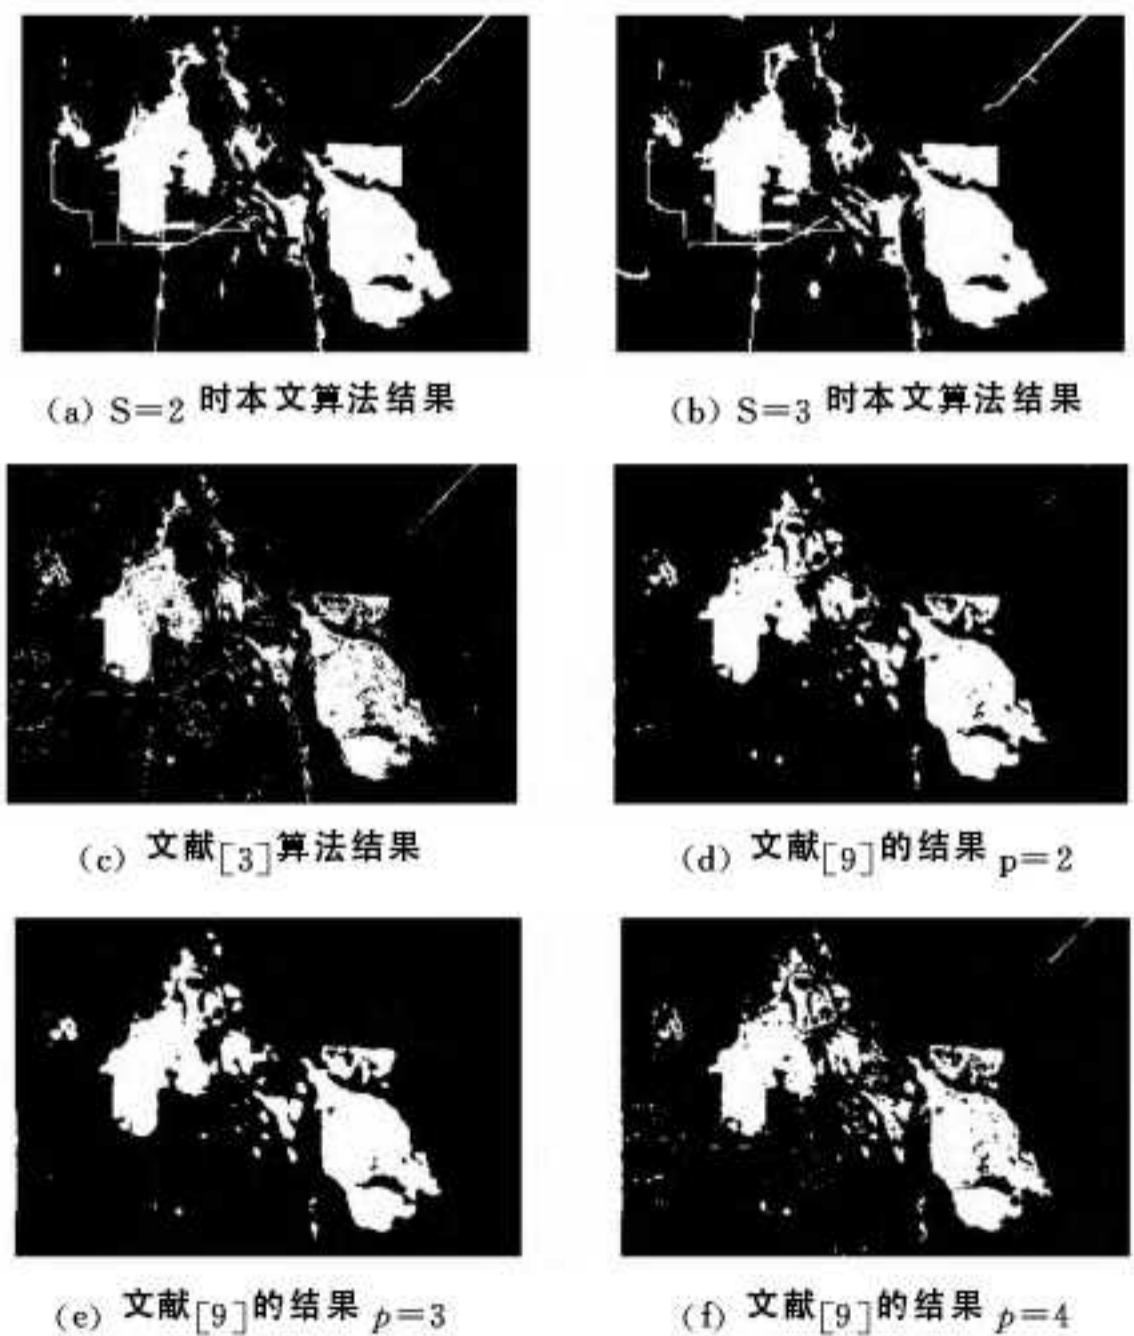 (a) S=2 时本文算法结果
(b) S=3 时本文算法结果
(c) 文献[3]算法结果
(d) 文献[9]的结果 p=2
(e) 文献[9]的结果 p=3
(f) 文献[9]的结果 p=4